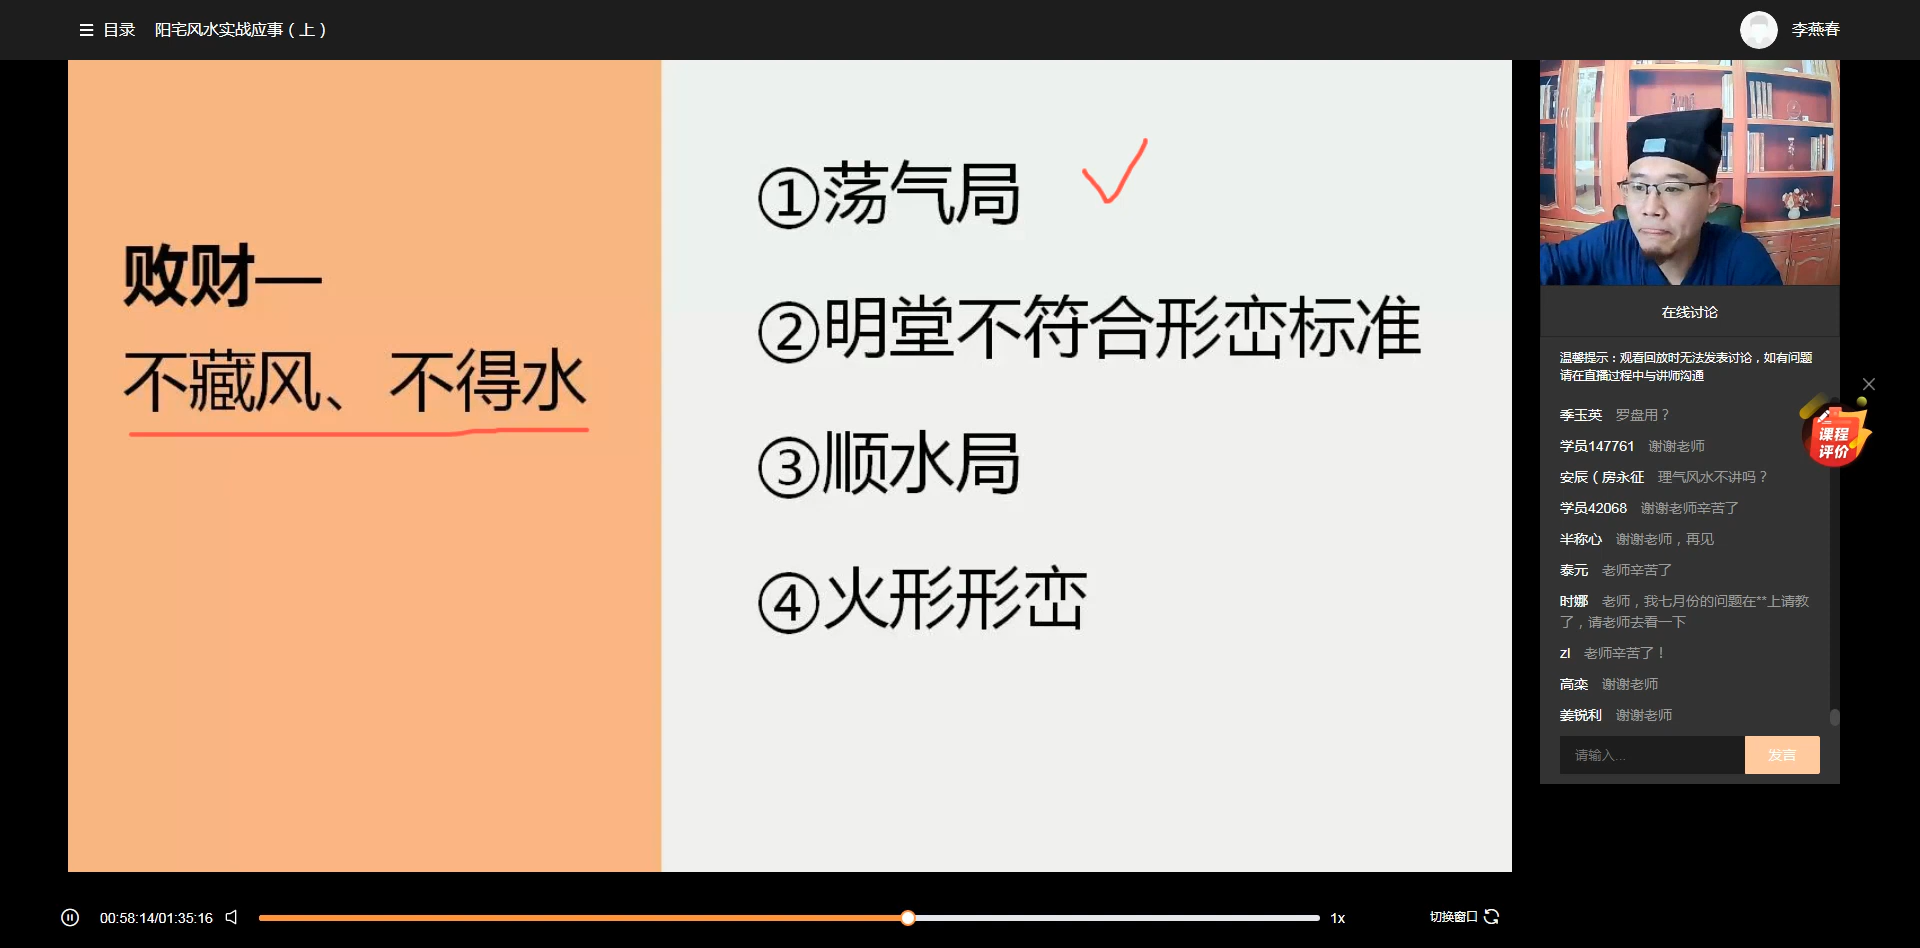 目录 阳宅风水实战应事（上）
李燕春
败财—
不藏风、不得水
①荡气局
②明堂不符合形峦标准
③顺水局
④火形形峦
在线讨论
温馨提示：观看回放时无法发表讨论，如有问题
请在直播过程中与讲师沟通
季玉英 罗盘用？
学员147761 谢谢老师
安辰（房永征 理气风水不讲吗？
学员42068 谢谢老师辛苦了
半称心 谢谢老师，再见
泰元 老师辛苦了
时娜 老师，我七月份的问题在**上请教
了，请老师去看一下
zl 老师辛苦了！
高栾 谢谢老师
姜锐利 谢谢老师
课程
评价
请输入...
发言
00:58:14/01:35:16
1x
切换窗口